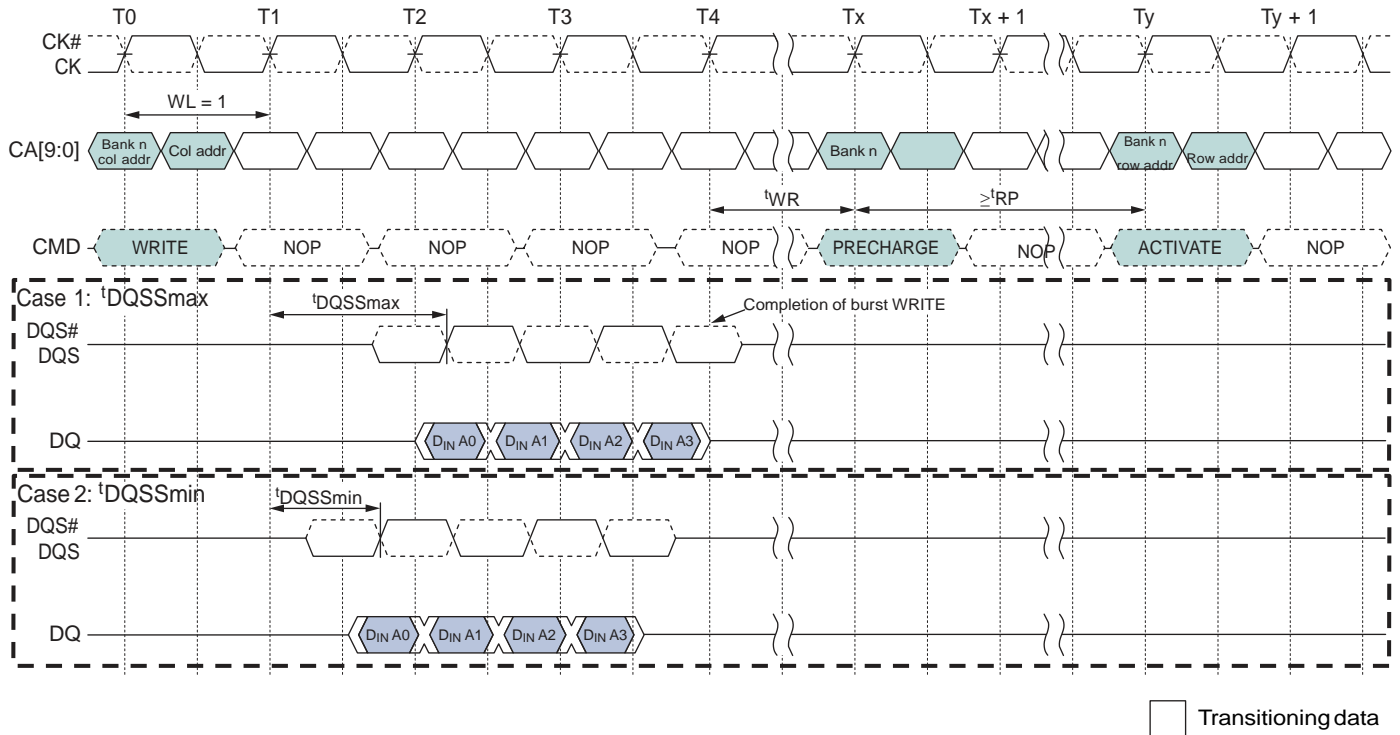 T0 T1 T2 T3 T4 Tx Tx + 1 Ty Ty + 1
CK#
CK
WL = 1
CA[9:0] Bank n col addr Col addr Bank n Bank n row addr Row addr
tWR ≥tRP
CMD WRITE NOP NOP NOP NOP PRECHARGE NOP ACTIVATE NOP
Case 1: tDQSSmax
tDQSSmax
Completion of burst WRITE
DQS#
DQS
DQ DIN A0 DIN A1 DIN A2 DIN A3
Case 2: tDQSSmin
tDQSSmin
DQS#
DQS
DQ DIN A0 DIN A1 DIN A2 DIN A3
Transitioning data